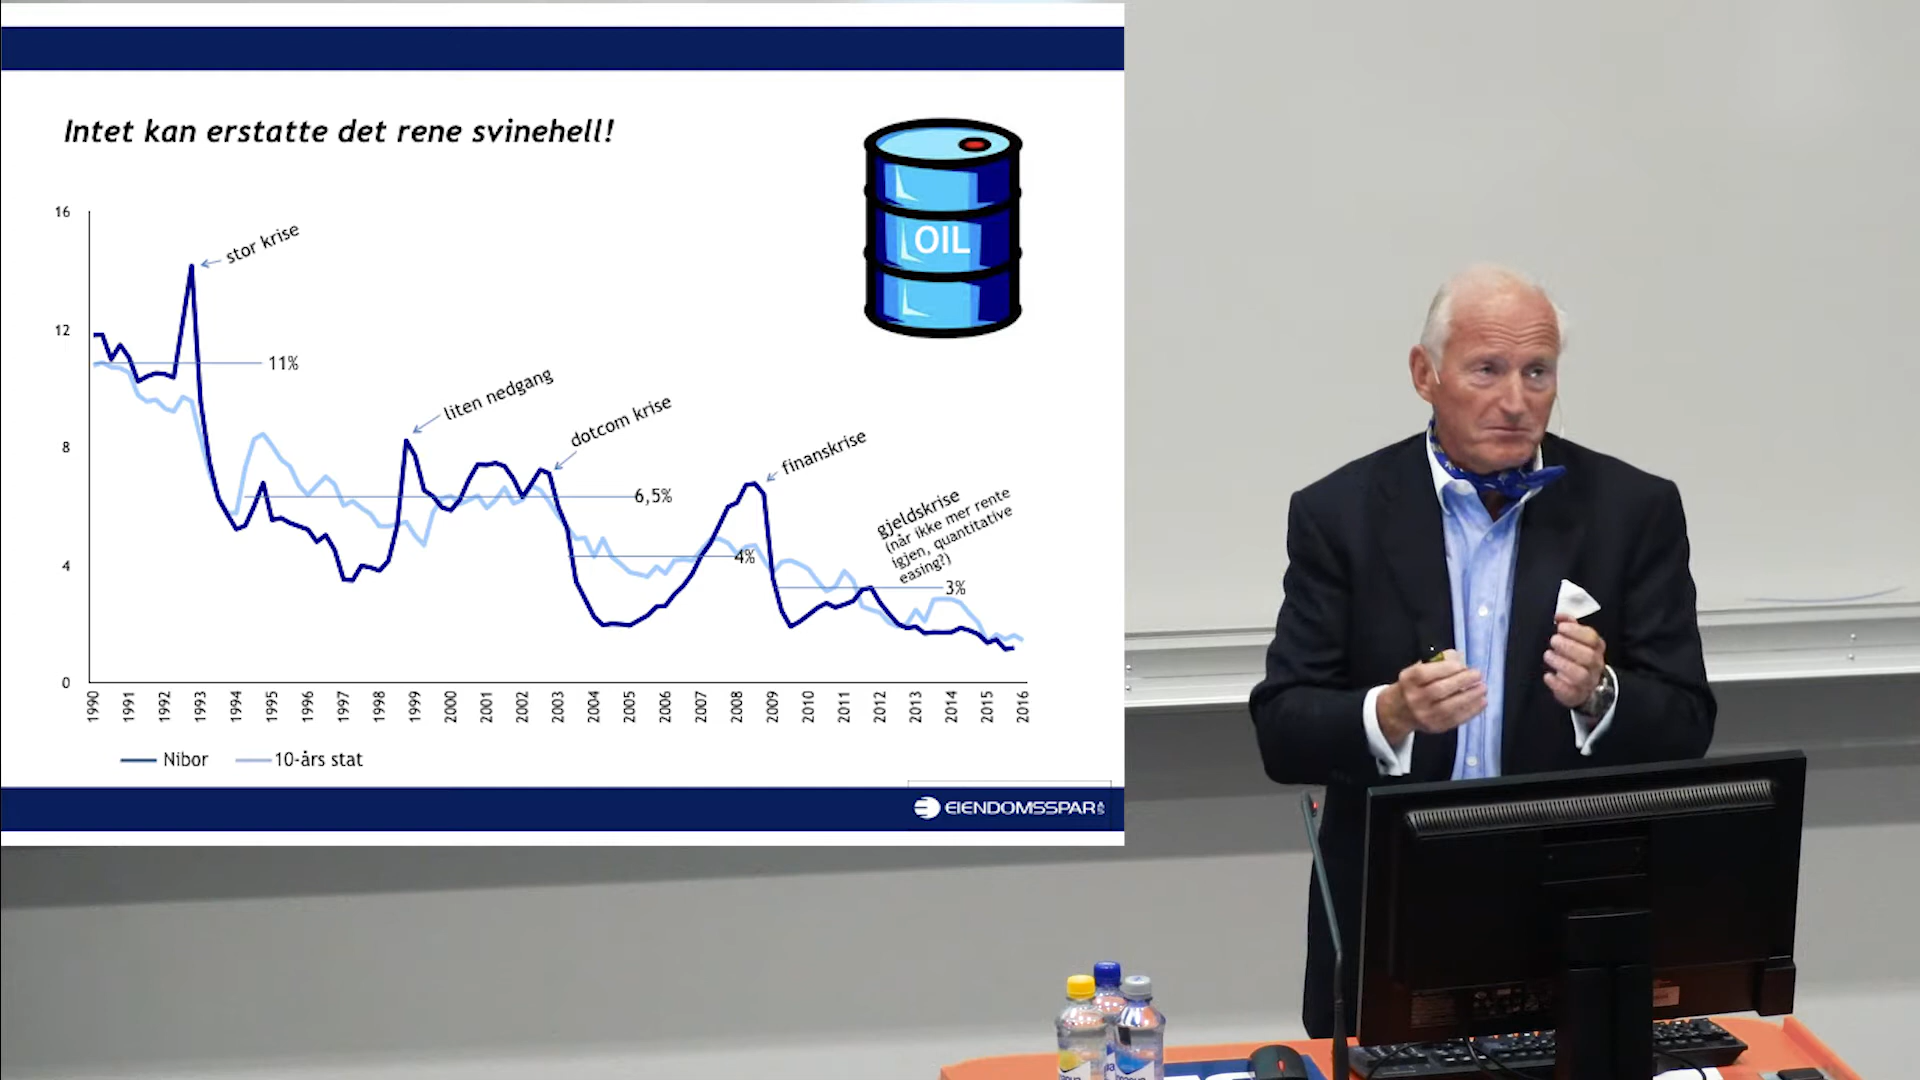 Intet kan erstatte det rene svinehell!
OIL
16
12
8
4
0
stor krise
11%
liten nedgang
dotcom krise
6,5%
finanskrise
4%
gjeldskrise
(når ikke mer rente
igjen, quantitative
easing?)
3%
1990
1991
1992
1993
1994
1995
1996
1997
1998
1999
2000
2001
2002
2003
2004
2005
2006
2007
2008
2009
2010
2011
2012
2013
2014
2015
2016
Nibor
10-års stat
EIENDOMSSPAR AS